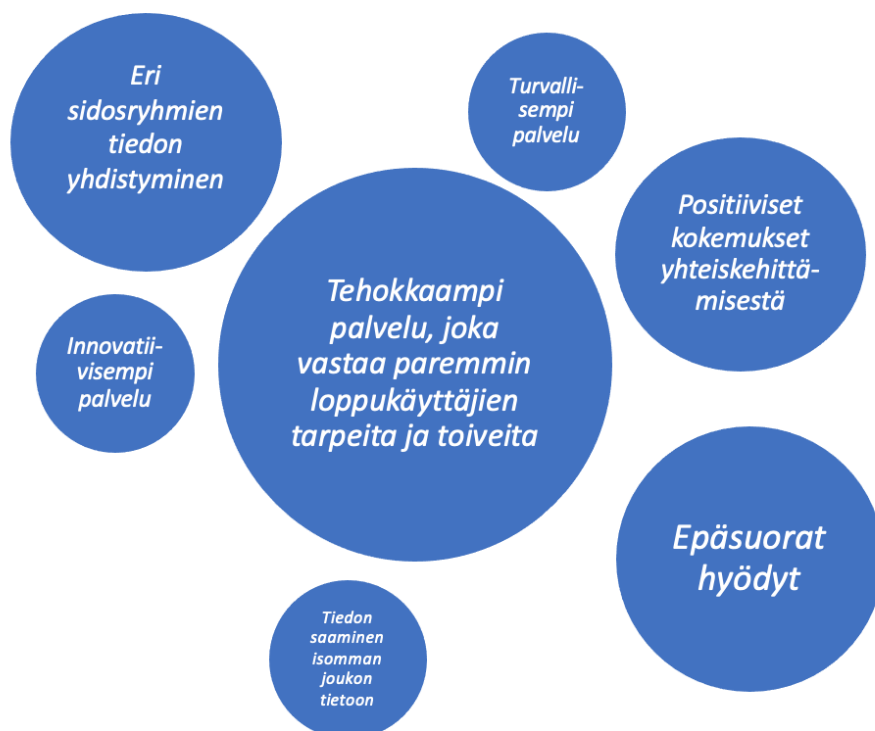 Eri
sidosryhmien
tiedon
yhdistyminen
Turvalli-
sempi
palvelu
Positiiviset
kokemukset
yhteiskehittä-
misestä
Tehokkaampi
palvelu, joka
vastaa paremmin
loppukäyttäjien
tarpeita ja toiveita
Innovatii-
visempi
palvelu
Epäsuorat
hyödyt
Tiedon
saaminen
isomman
joukon
tietoon